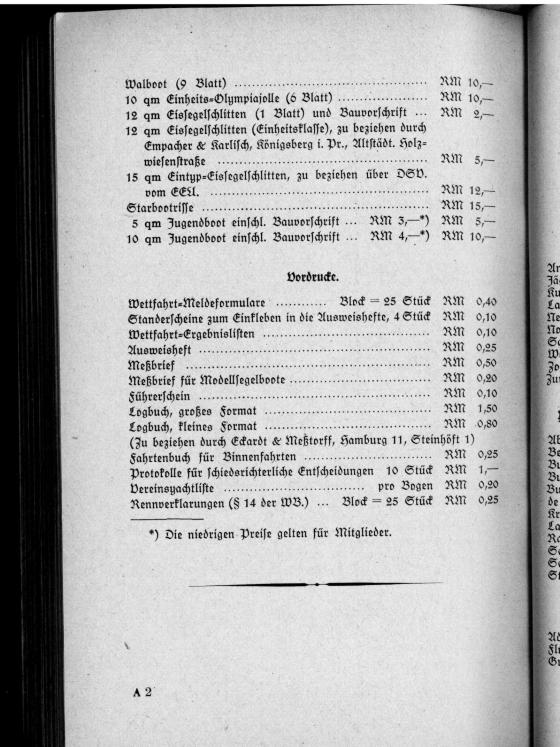 Walboot (9 Blatt) ........ RM 10,—
10 qm Einheits-Olympiajolle (6 Blatt) ........ RM 10,—
12 qm Eissegelschlitten (1 Blatt) und Bauvorschrift ... RM 2,—
12 qm Eissegelschlitten (Einheitsklasse), zu beziehen durch
Empacher & Karlisch, Königsberg i. Pr., Altstädt. Holz-
wiesenstraße ........ RM 5,—
15 qm Eintyp-Eissegelschlitten, zu beziehen über DSV.
vom EEU. ........ RM 12,—
Starbootrisse ........ RM 15,—
5 qm Jugendboot einschl. Bauvorschrift ... RM 3,—*) RM 5,—
10 qm Jugendboot einschl. Bauvorschrift ... RM 4,—*) RM 10,—
Vordrucke.
Wettfahrt-Meldeformulare ........ Block = 25 Stück RM 0,40
Standerscheine zum Einkleben in die Ausweishefte, 4 Stück RM 0,10
Wettfahrt-Ergebnislisten ........ RM 0,10
Ausweisheft ........ RM 0,25
Meßbrief ........ RM 0,50
Meßbrief für Modellsegelboote ........ RM 0,20
Führerschein ........ RM 0,10
Logbuch, großes Format ........ RM 1,50
Logbuch, kleines Format ........ RM 0,80
(Zu beziehen durch Eckardt & Meßtorff, Hamburg 11, Steinhöft 1)
Fahrtenbuch für Binnenfahrten ........ RM 0,25
Protokolle für schiedsrichterliche Entscheidungen 10 Stück RM 1,—
Vereinsyachtliste ........ pro Bogen RM 0,20
Rennverklarungen (§ 14 der WB.) ... Block = 25 Stück RM 0,25
*) Die niedrigen Preise gelten für Mitglieder.
A 2